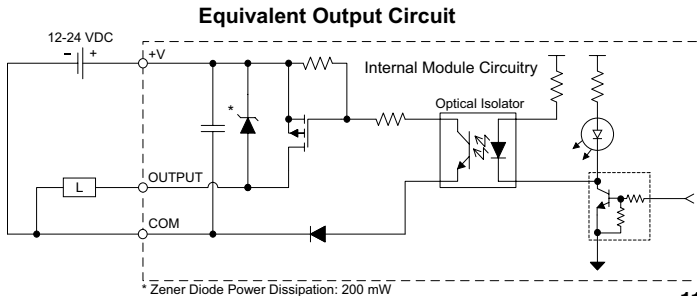 Equivalent Output Circuit
12-24 VDC
− +
+V
Internal Module Circuitry
*
Optical Isolator
OUTPUT
L
COM
* Zener Diode Power Dissipation: 200 mW